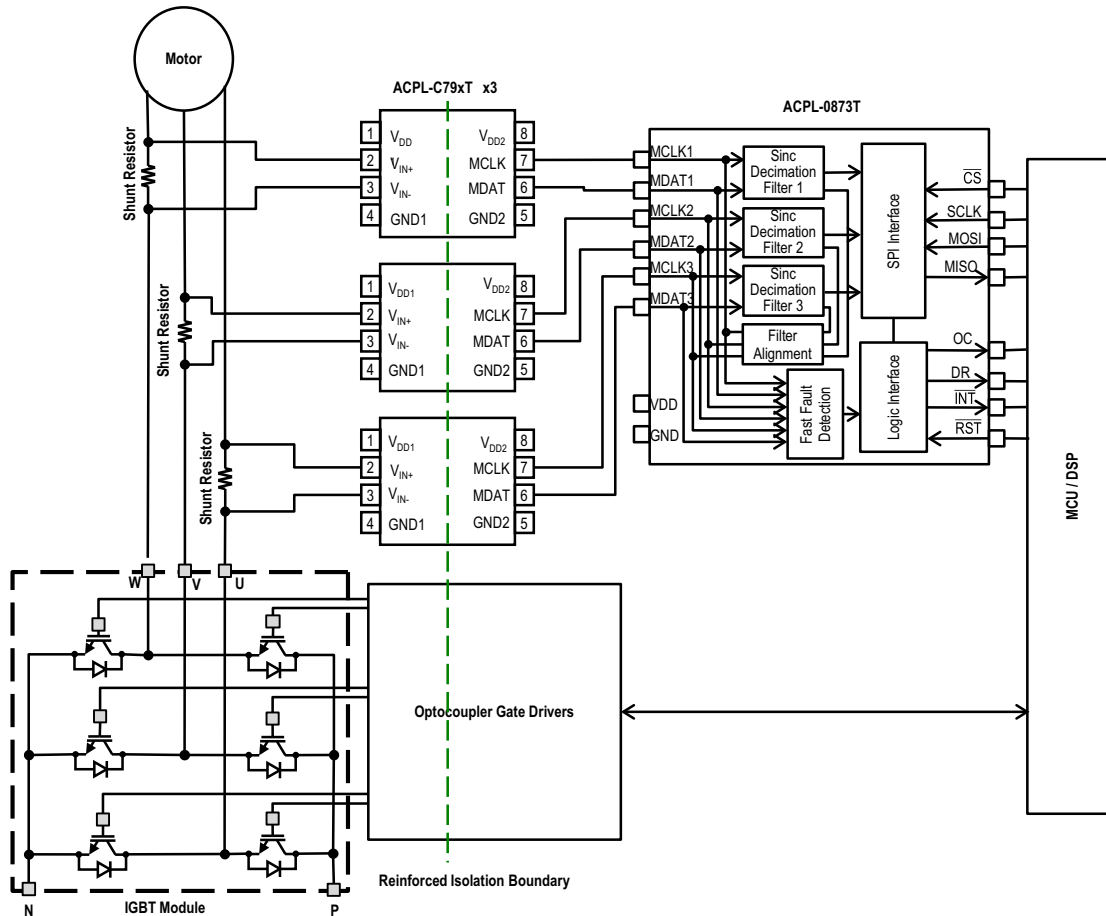 Motor
ACPL-C79xT x3
ACPL-0873T
Shunt Resistor
1 VDD VDD2 8
2 VIN+ MCLK 7
3 VIN- MDAT 6
4 GND1 GND2 5
Shunt Resistor
1 VDD1 VDD2 8
2 VIN+ MCLK 7
3 VIN- MDAT 6
4 GND1 GND2 5
Shunt Resistor
1 VDD1 VDD2 8
2 VIN+ MCLK 7
3 VIN- MDAT 6
4 GND1 GND2 5
MCLK1
MDAT1
MCLK2
MDAT2
MCLK3
MDAT3
VDD
GND
Sinc
Decimation
Filter 1
Sinc
Decimation
Filter 2
Sinc
Decimation
Filter 3
Filter
Alignment
Fast Fault
Detection
SPI Interface
Logic Interface
CS
SCLK
MOSI
MISO
OC
DR
INT
RST
MCU / DSP
W V U
Optocoupler Gate Drivers
Reinforced Isolation Boundary
N IGBT Module P